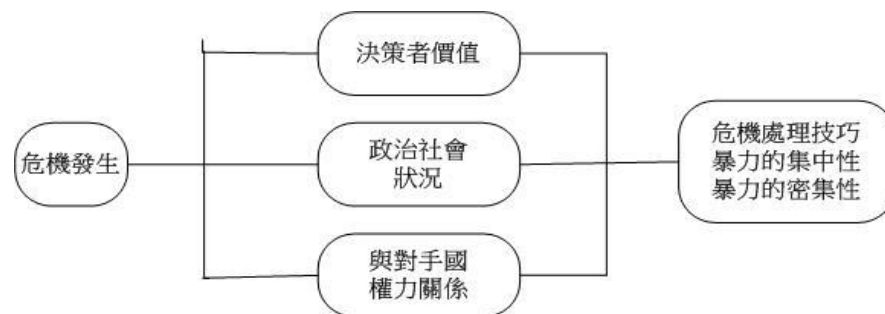 危機發生
決策者價值
政治社會
狀況
與對手國
權力關係
危機處理技巧
暴力的集中性
暴力的密集性